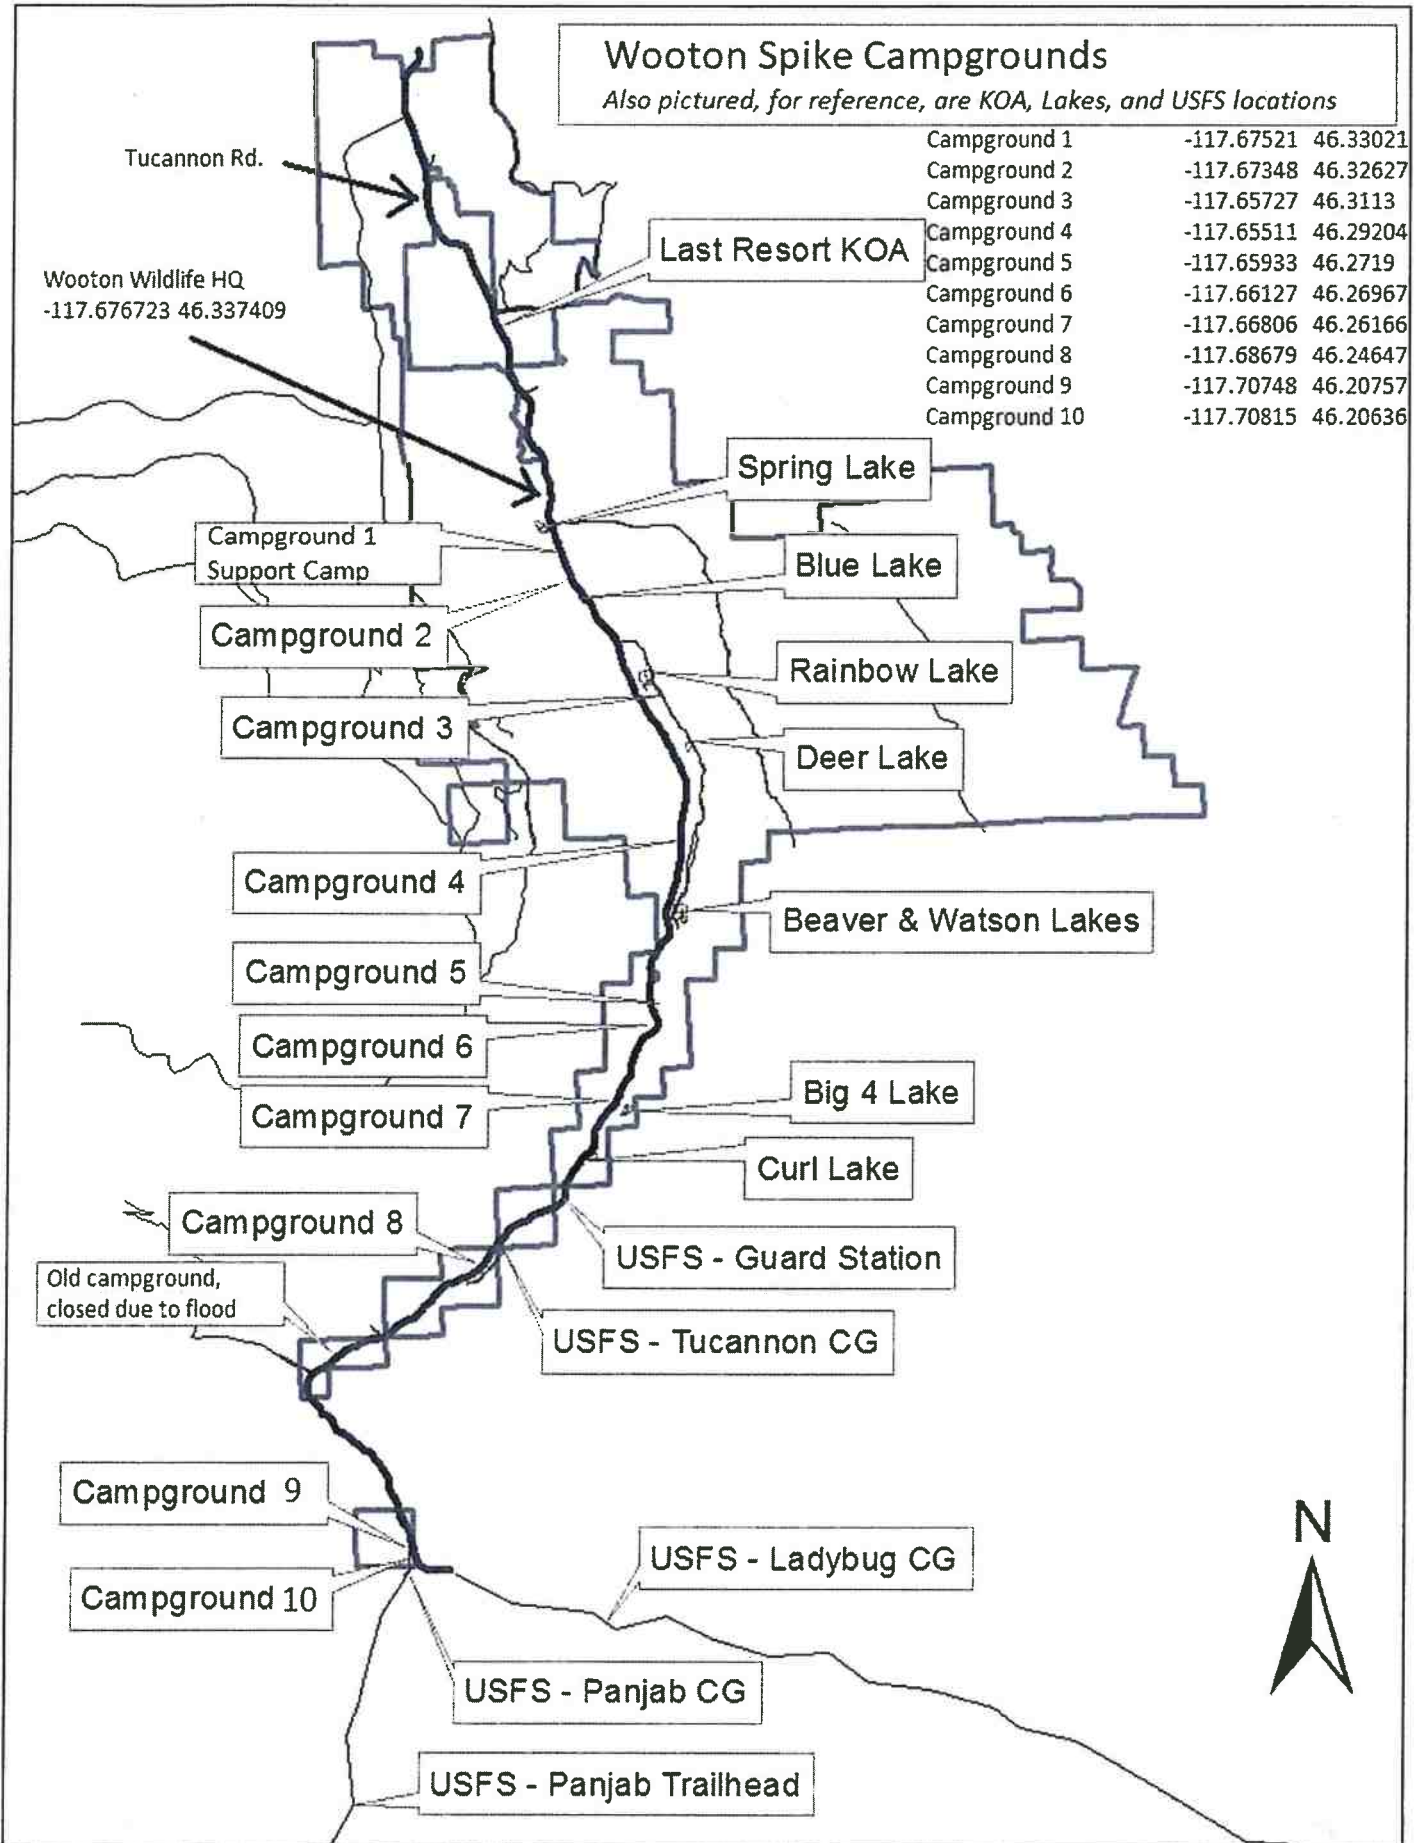 Wooton Spike Campgrounds
Also pictured, for reference, are KOA, Lakes, and USFS locations
Campground 1 -117.67521 46.33021
Campground 2 -117.67348 46.32627
Campground 3 -117.65727 46.3113
Campground 4 -117.65511 46.29204
Campground 5 -117.65933 46.2719
Campground 6 -117.66127 46.26967
Campground 7 -117.66806 46.26166
Campground 8 -117.68679 46.24647
Campground 9 -117.70748 46.20757
Campground 10 -117.70815 46.20636
Tucannon Rd.
Last Resort KOA
Wooton Wildlife HQ
-117.676723 46.337409
Spring Lake
Campground 1
Support Camp
Blue Lake
Campground 2
Rainbow Lake
Campground 3
Deer Lake
Campground 4
Beaver & Watson Lakes
Campground 5
Campground 6
Big 4 Lake
Campground 7
Curl Lake
Campground 8
USFS - Guard Station
Old campground,
closed due to flood
USFS - Tucannon CG
Campground 9
N
USFS - Ladybug CG
Campground 10
USFS - Panjab CG
USFS - Panjab Trailhead